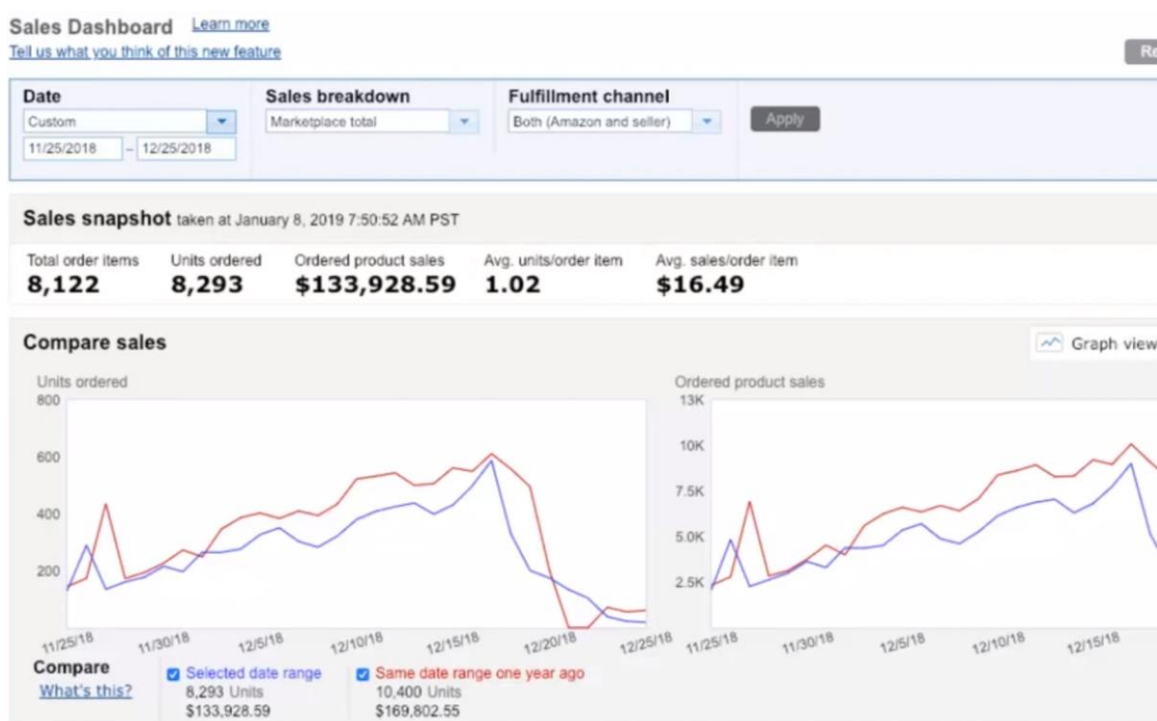 Sales Dashboard Learn more
Tell us what you think of this new feature
Date Sales breakdown Fulfillment channel
Custom Marketplace total Both (Amazon and seller) Apply
11/25/2018 – 12/25/2018
Sales snapshot taken at January 8, 2019 7:50:52 AM PST
Total order items Units ordered Ordered product sales Avg. units/order item Avg. sales/order item
8,122 8,293 $133,928.59 1.02 $16.49
Compare sales Graph view
Units ordered Ordered product sales
800 13K
600 10K
400 7.5K
200 5.0K
2.5K
11/25/18 11/30/18 12/5/18 12/10/18 12/15/18 12/20/18 12/25/18 11/25/18 11/30/18 12/5/18 12/10/18 12/15/18
Compare Selected date range Same date range one year ago
What's this? 8,293 Units 10,400 Units
$133,928.59 $169,802.55